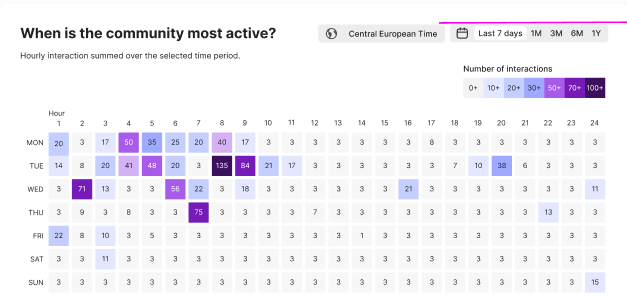 When is the community most active?
Central European Time
Last 7 days 1M 3M 6M 1Y
Hourly interaction summed over the selected time period.
Number of interactions
0+ 10+ 20+ 30+ 50+ 70+ 100+
Hour
1 2 3 4 5 6 7 8 9 10 11 12 13 14 15 16 17 18 19 20 21 22 23 24
MON 20 3 17 50 35 25 20 40 17 3 3 3 3 3 3 3 8 3 3 3 3 3 3 3
TUE 14 8 20 41 48 20 3 135 84 21 17 3 3 3 3 3 3 7 10 38 6 3 3 3
WED 3 71 13 3 3 56 22 3 18 3 3 3 3 3 3 21 3 3 3 3 3 3 3 11
THU 3 9 3 8 3 3 75 3 3 3 3 7 3 3 3 3 3 3 3 3 3 13 3 3
FRI 22 8 10 3 5 3 3 3 3 3 3 3 3 1 3 3 3 3 3 3 3 3 3 3
SAT 3 3 11 3 3 3 3 3 3 3 3 3 3 3 3 3 3 3 3 3 3 3 3 3
SUN 3 3 3 3 3 3 3 3 3 3 3 3 3 3 3 3 3 3 3 3 3 3 3 15